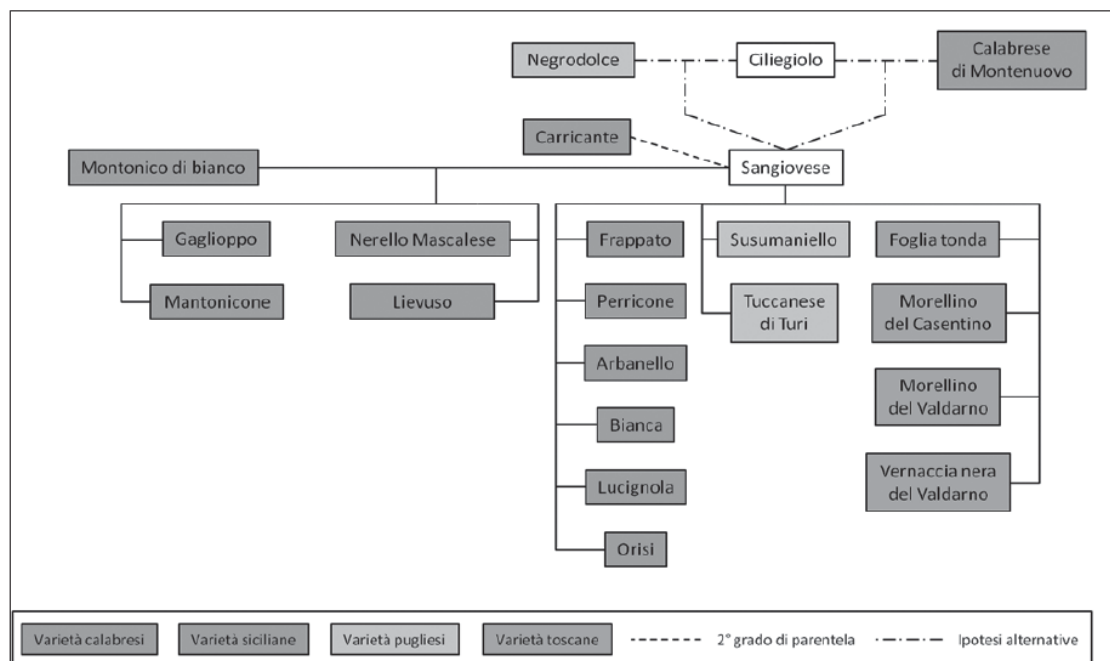 Negrodolce
Ciliegiolo
Calabrese
di Montenuovo
Carricante
Montonico di bianco
Sangiovese
Gaglioppo
Nerello Mascalese
Frappato
Susumaniello
Foglia tonda
Mantonicone
Lievuso
Perricone
Tuccanese
di Turi
Morellino
del Casentino
Arbanello
Morellino
del Valdarno
Bianca
Lucignola
Vernaccia nera
del Valdarno
Orisi
Varietà calabresi
Varietà siciliane
Varietà pugliesi
Varietà toscane
2° grado di parentela
Ipotesi alternative